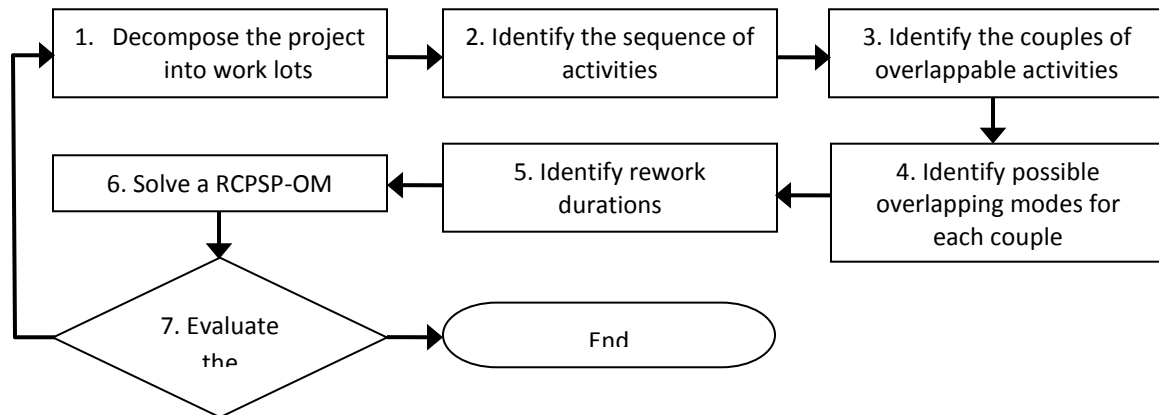 1. Decompose the project
into work lots
2. Identify the sequence of
activities
3. Identify the couples of
overlappable activities
4. Identify possible
overlapping modes for
each couple
5. Identify rework
durations
6. Solve a RCPSP-OM
7. Evaluate
the
End